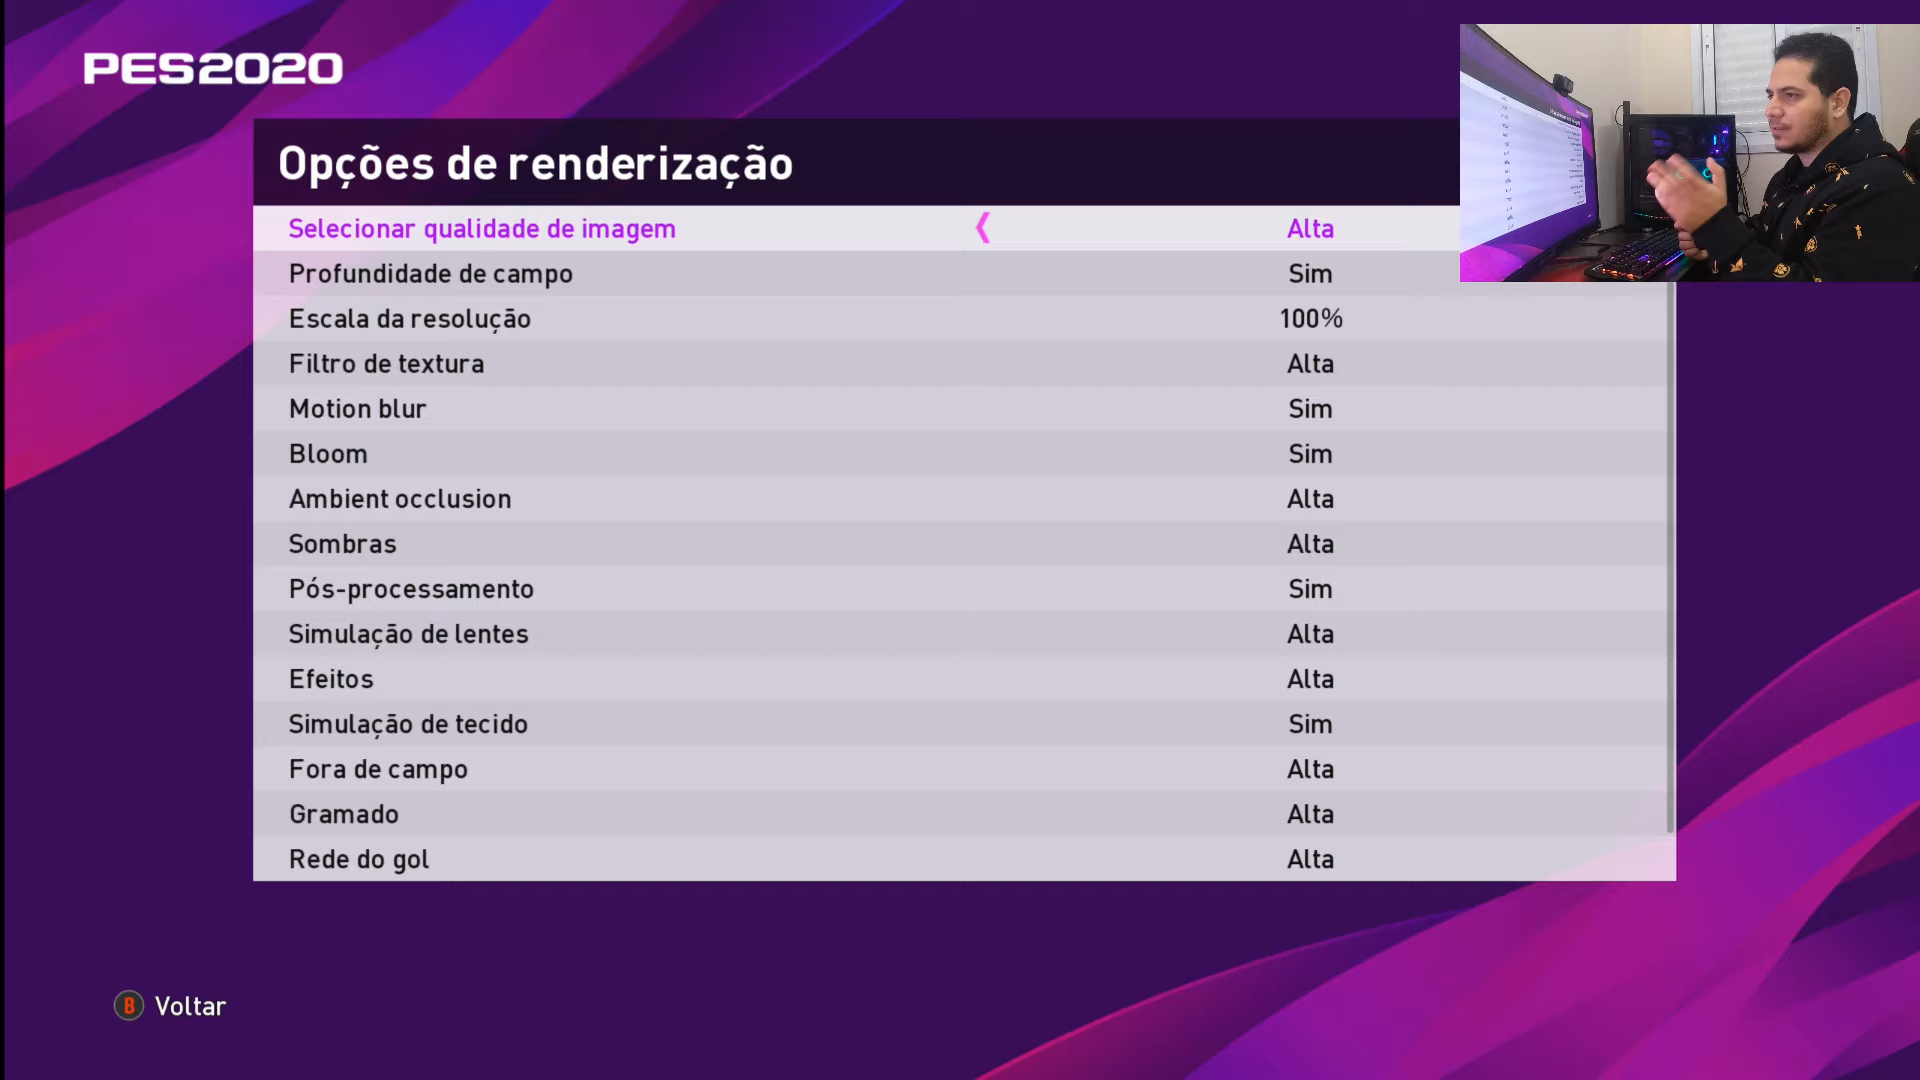 PES2020
Opções de renderização
Selecionar qualidade de imagem Alta
Profundidade de campo Sim
Escala da resolução 100%
Filtro de textura Alta
Motion blur Sim
Bloom Sim
Ambient occlusion Alta
Sombras Alta
Pós-processamento Sim
Simulação de lentes Alta
Efeitos Alta
Simulação de tecido Sim
Fora de campo Alta
Gramado Alta
Rede do gol Alta
B Voltar